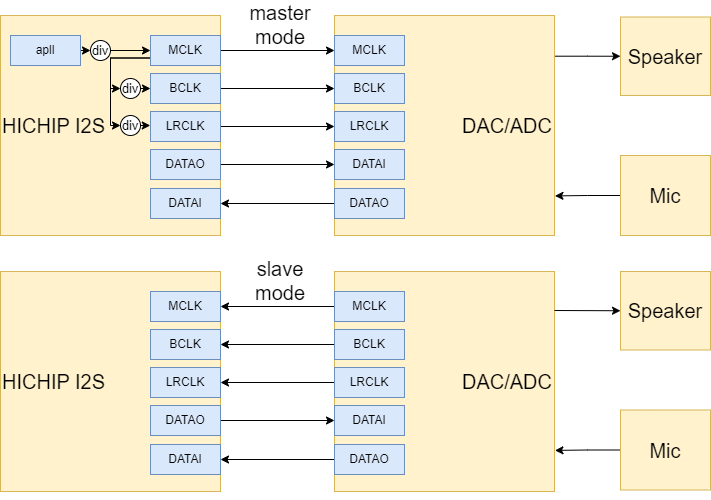 master
mode
apll
div
MCLK
MCLK
Speaker
div
BCLK
BCLK
HICHIP I2S
div
LRCLK
LRCLK
DAC/ADC
DATAO
DATAI
DATAI
DATAO
Mic
slave
mode
MCLK
MCLK
Speaker
BCLK
BCLK
HICHIP I2S
LRCLK
LRCLK
DAC/ADC
DATAO
DATAI
DATAI
DATAO
Mic